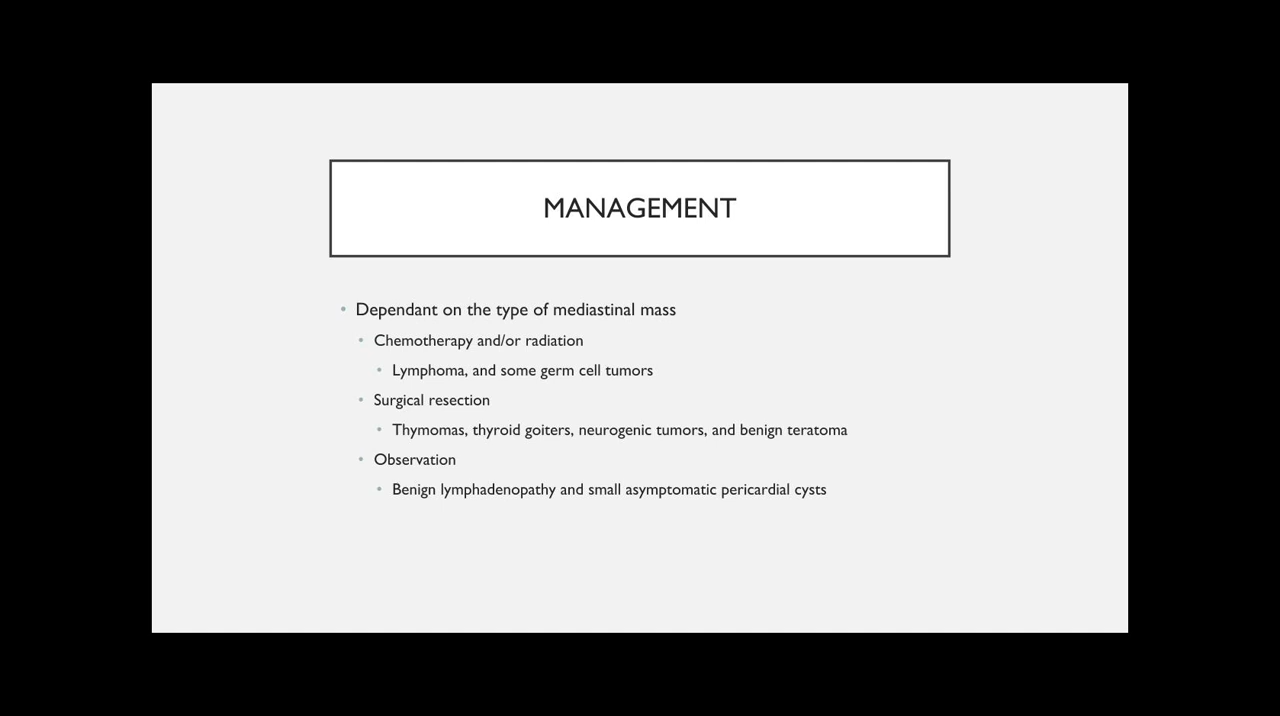 MANAGEMENT
• Dependant on the type of mediastinal mass
• Chemotherapy and/or radiation
• Lymphoma, and some germ cell tumors
• Surgical resection
• Thymomas, thyroid goiters, neurogenic tumors, and benign teratoma
• Observation
• Benign lymphadenopathy and small asymptomatic pericardial cysts